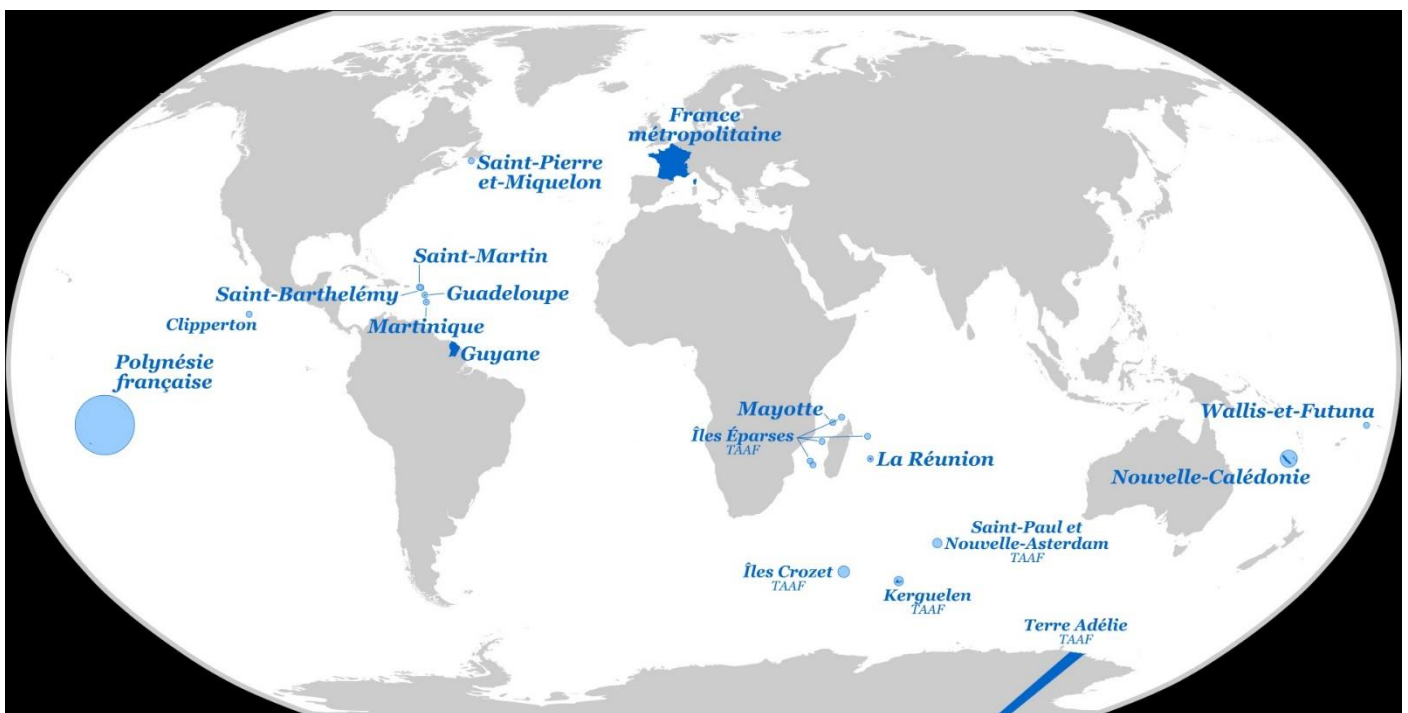 France
métropolitaine
Saint-Pierre
et-Miquelon
Saint-Martin
Saint-Barthelémy
Guadeloupe
Clipperton
Martinique
Guyane
Polynésie
française
Mayotte
Îles Éparses
TAAF
La Réunion
Wallis-et-Futuna
Nouvelle-Calédonie
Saint-Paul et
Nouvelle-Asterdam
TAAF
Îles Crozet
TAAF
Kerguelen
TAAF
Terre Adélie
TAAF